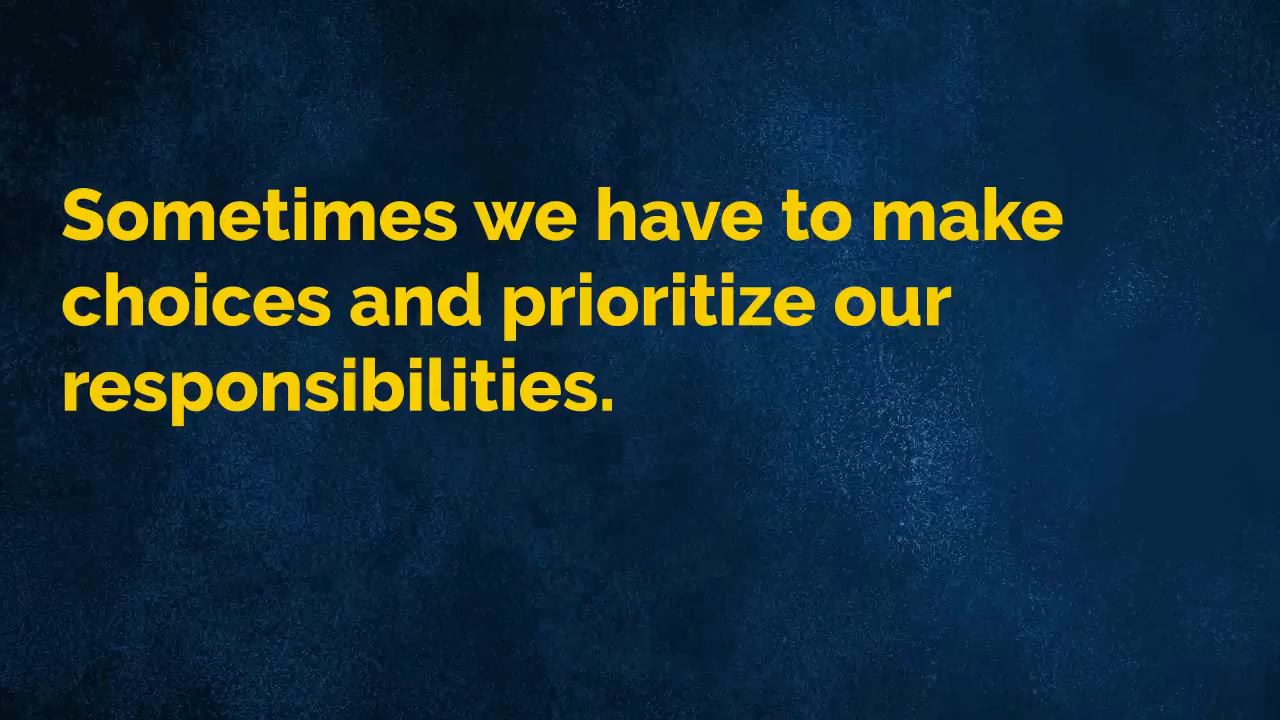 Sometimes we have to make
choices and prioritize our
responsibilities.